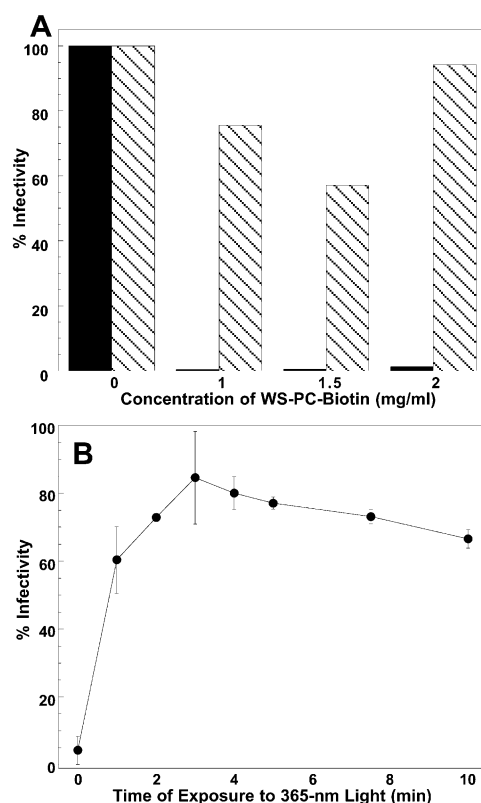 A
100
80
60
40
20
0
% Infectivity
0 1 1.5 2
Concentration of WS-PC-Biotin (mg/ml)
B
100
80
60
40
20
0
% Infectivity
0 2 4 6 8 10
Time of Exposure to 365-nm Light (min)